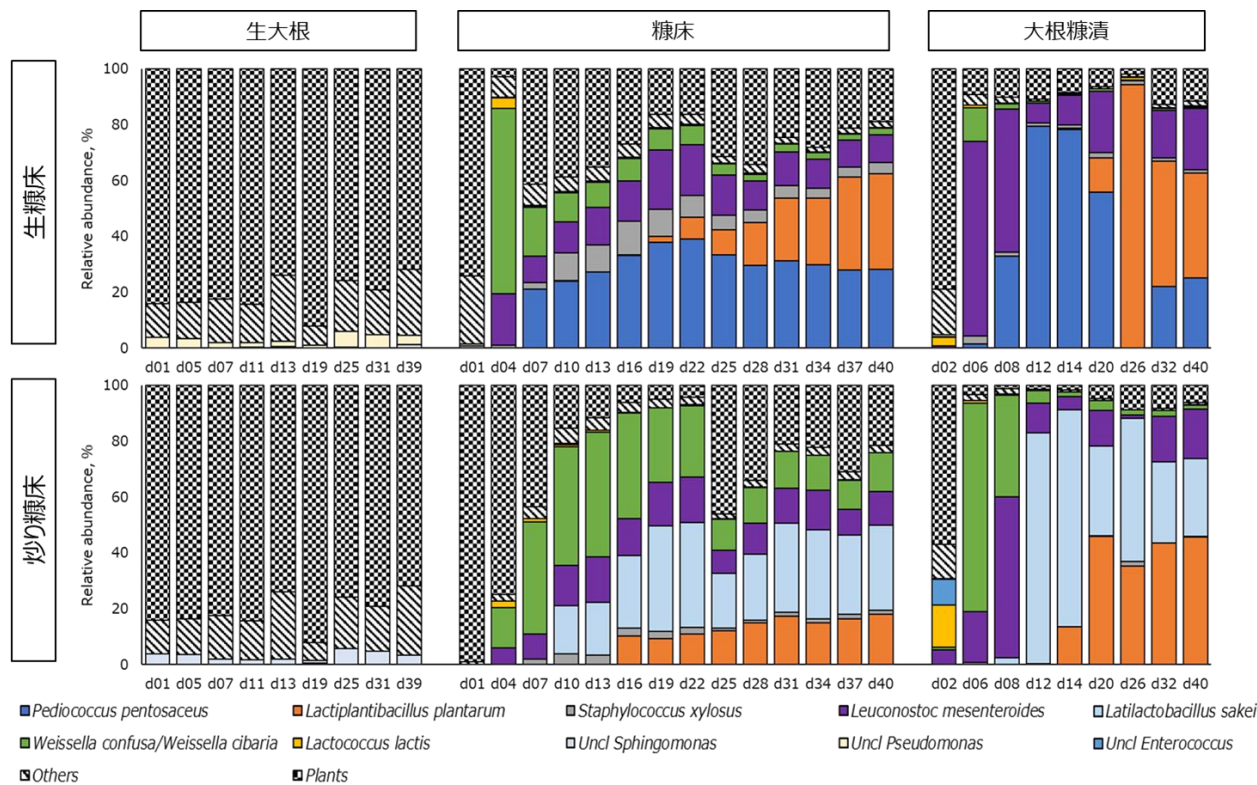 生大根
糠床
大根糠漬
生糠床
Relative abundance, %
100
80
60
40
20
0
d01 d05 d07 d11 d13 d19 d25 d31 d39
d01 d04 d07 d10 d13 d16 d19 d22 d25 d28 d31 d34 d37 d40
d02 d06 d08 d12 d14 d20 d26 d32 d40
炒り糠床
Relative abundance, %
100
80
60
40
20
0
d01 d05 d07 d11 d13 d19 d25 d31 d39
d01 d04 d07 d10 d13 d16 d19 d22 d25 d28 d31 d34 d37 d40
d02 d06 d08 d12 d14 d20 d26 d32 d40
Pediococcus pentosaceus
Lactiplantibacillus plantarum
Staphylococcus xylosus
Leuconostoc mesenteroides
Latilactobacillus sakei
Weissella confusa/Weissella cibaria
Lactococcus lactis
Uncl Sphingomonas
Uncl Pseudomonas
Uncl Enterococcus
Others
Plants